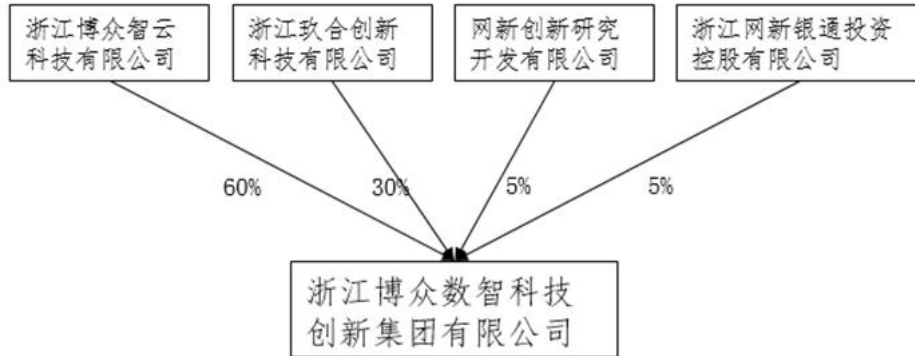 浙江博众智云
科技有限公司
浙江玖合创新
科技有限公司
网新创新研究
开发有限公司
浙江网新银通投资
控股有限公司
60%
30%
5%
5%
浙江博众数智科技
创新集团有限公司